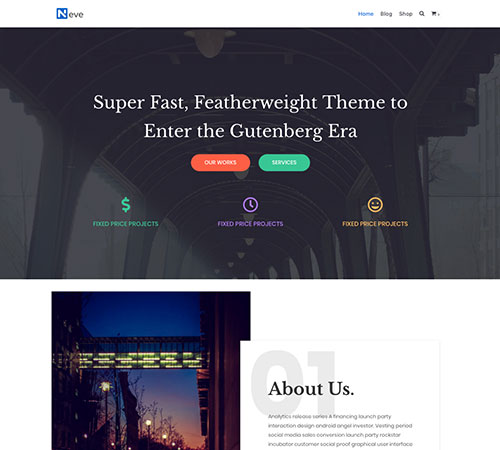 Neve
Home Blog Shop
Super Fast, Featherweight Theme to
Enter the Gutenberg Era
OUR WORKS SERVICES
FIXED PRICE PROJECTS FIXED PRICE PROJECTS FIXED PRICE PROJECTS
01
About Us.
Analytics release series A financing launch party
interaction design android angel investor. Vesting period
social media sales conversion launch party rockstar
incubator customer social proof graphical user interface